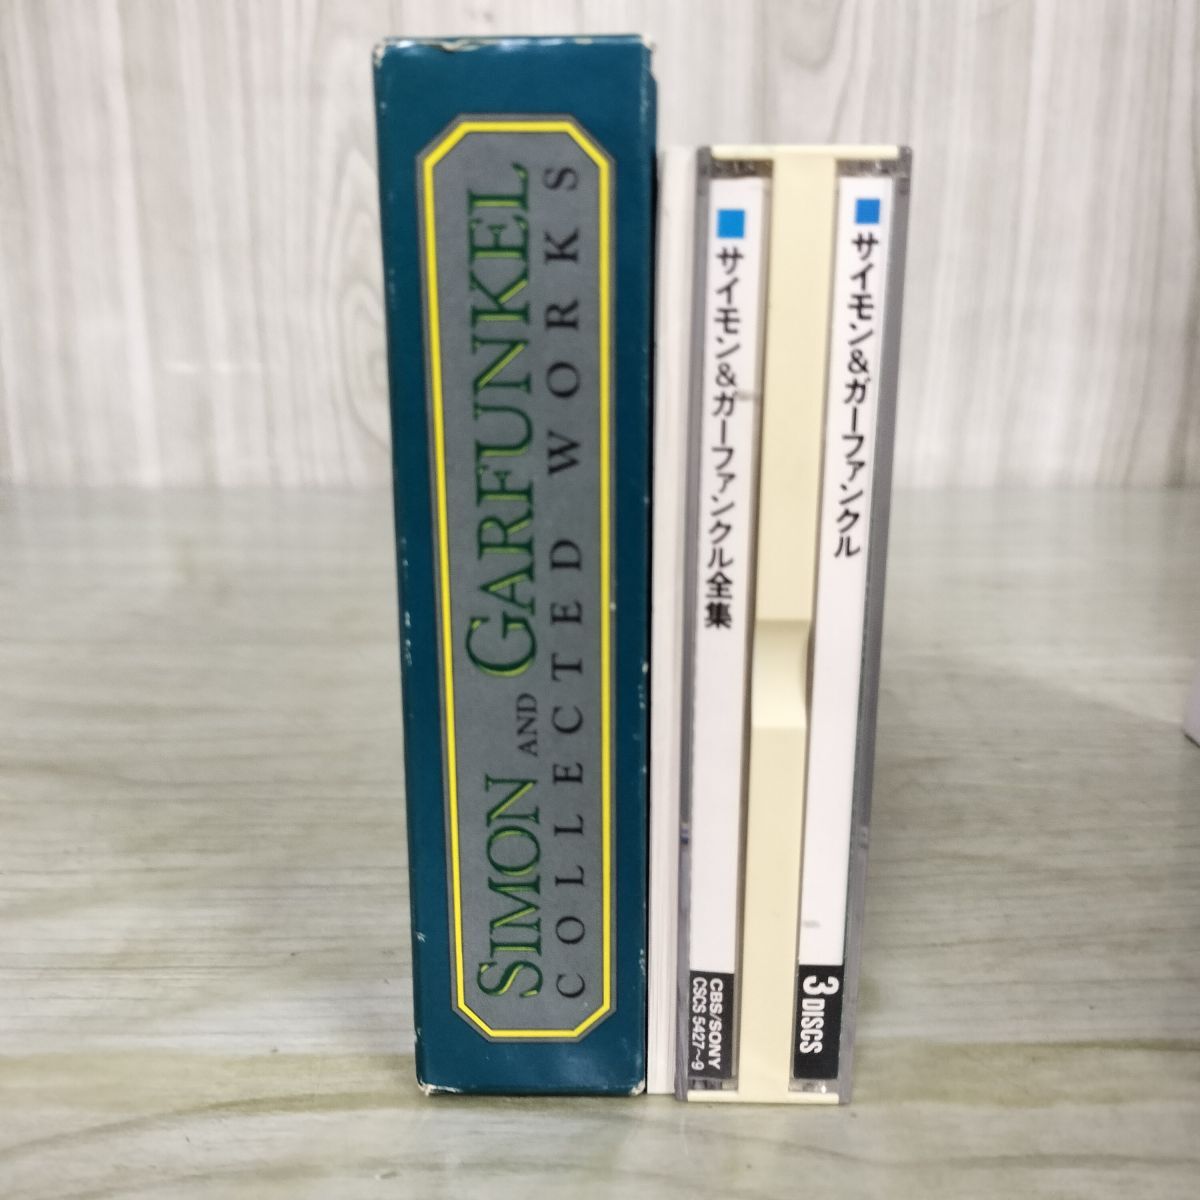 SIMON AND GARFUNKEL
COLLECTED WORKS
■サイモン&ガーファンクル全集
CBS/SONY
CSCS 5427~9
■サイモン&ガーファンクル
3 DISCS